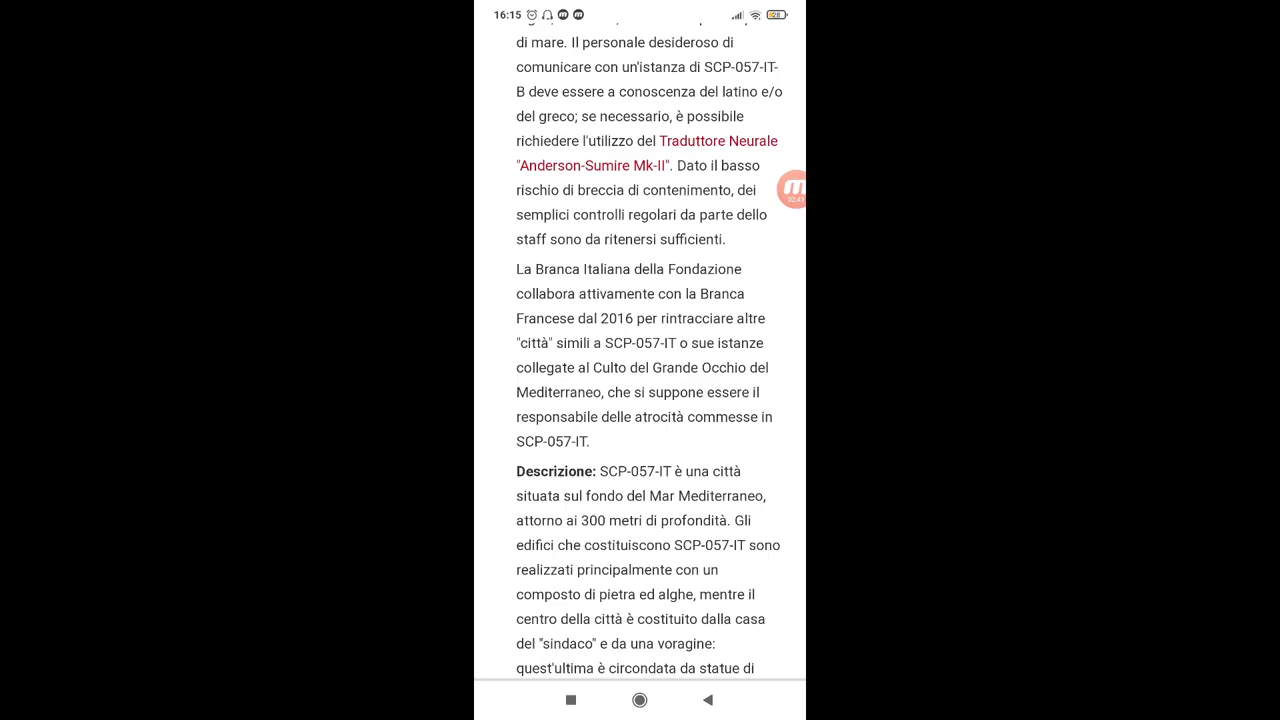 16:15
28
di mare. Il personale desideroso di
comunicare con un'istanza di SCP-057-IT-
B deve essere a conoscenza del latino e/o
del greco; se necessario, è possibile
richiedere l'utilizzo del Traduttore Neurale
"Anderson-Sumire Mk-II". Dato il basso
rischio di breccia di contenimento, dei
semplici controlli regolari da parte dello
staff sono da ritenersi sufficienti.
La Branca Italiana della Fondazione
collabora attivamente con la Branca
Francese dal 2016 per rintracciare altre
"città" simili a SCP-057-IT o sue istanze
collegate al Culto del Grande Occhio del
Mediterraneo, che si suppone essere il
responsabile delle atrocità commesse in
SCP-057-IT.
Descrizione: SCP-057-IT è una città
situata sul fondo del Mar Mediterraneo,
attorno ai 300 metri di profondità. Gli
edifici che costituiscono SCP-057-IT sono
realizzati principalmente con un
composto di pietra ed alghe, mentre il
centro della città è costituito dalla casa
del "sindaco" e da una voragine:
quest'ultima è circondata da statue di